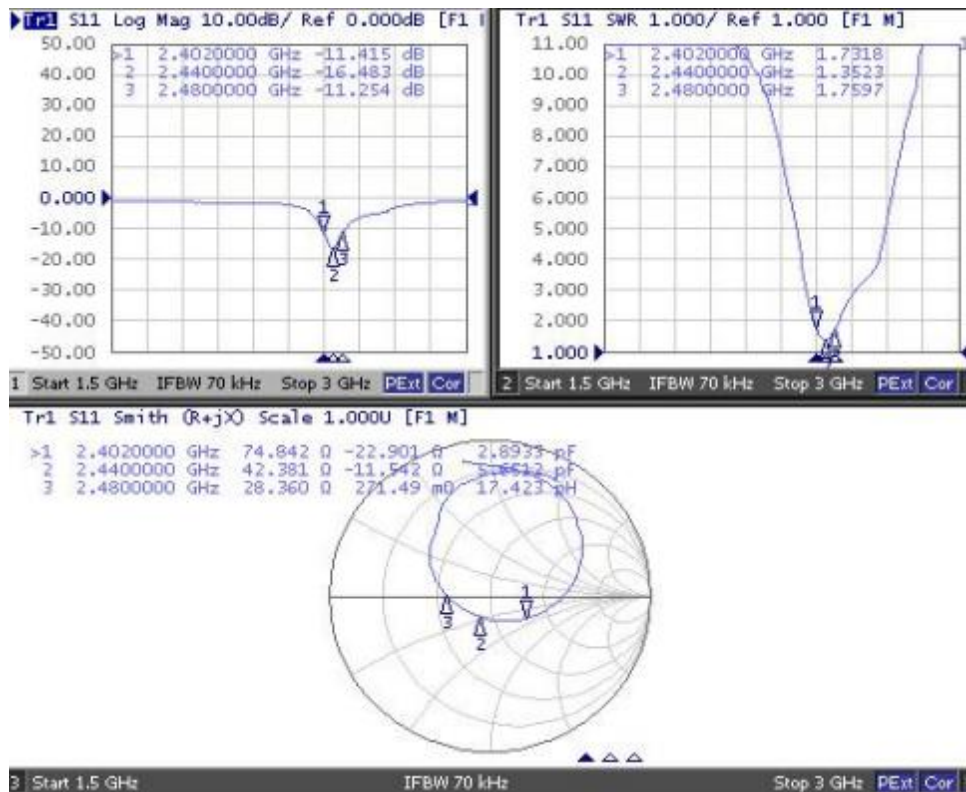 Tr1 S11 Log Mag 10.00dB/ Ref 0.000dB [F1
50.00
>1 2.4020000 GHz -11.415 dB
40.00
2 2.4400000 GHz -16.483 dB
30.00
3 2.4800000 GHz -11.254 dB
20.00
10.00
0.000
1
-10.00
-20.00
3
2
-30.00
-40.00
-50.00
1 Start 1.5 GHz IFBW 70 kHz Stop 3 GHz PExt Cor
Tr1 S11 SWR 1.000/ Ref 1.000 [F1 M]
11.00
>1 2.4020000 GHz 1.7318
10.00
2 2.4400000 GHz 1.3523
9.000
3 2.4800000 GHz 1.7597
8.000
7.000
6.000
5.000
4.000
3.000
2.000
1
1.000
2 Start 1.5 GHz IFBW 70 kHz Stop 3 GHz PExt Cor
Tr1 S11 Smith (R+jX) Scale 1.000U [F1 M]
>1 2.4020000 GHz 74.842 Ω -22.901 Ω 2.8933 pF
2 2.4400000 GHz 42.381 Ω -11.542 Ω pF
3 2.4800000 GHz 28.360 Ω 271.49 mΩ 17.423 pH
1
3
2
3 Start 1.5 GHz IFBW 70 kHz Stop 3 GHz PExt Cor